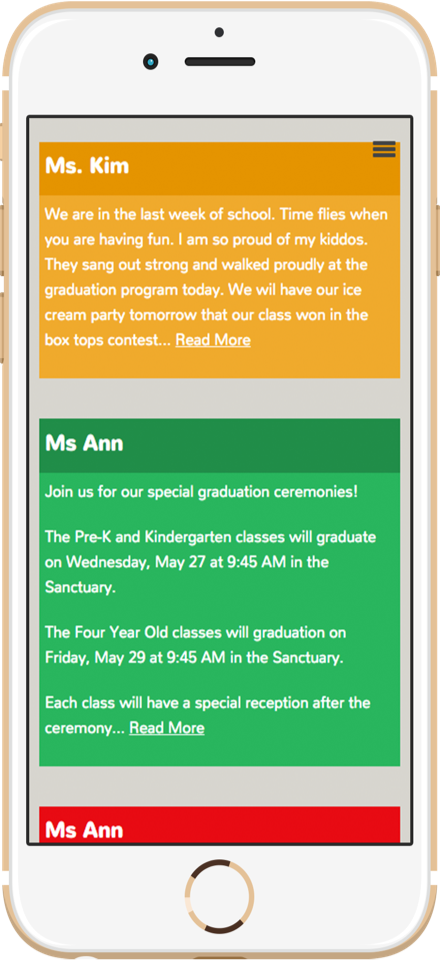 Ms. Kim
We are in the last week of school. Time flies when
you are having fun. I am so proud of my kiddos.
They sang out strong and walked proudly at the
graduation program today. We wil have our ice
cream party tomorrow that our class won in the
box tops contest... Read More
Ms Ann
Join us for our special graduation ceremonies!
The Pre-K and Kindergarten classes will graduate
on Wednesday, May 27 at 9:45 AM in the
Sanctuary.
The Four Year Old classes will graduation on
Friday, May 29 at 9:45 AM in the Sanctuary.
Each class will have a special reception after the
ceremony... Read More
Ms Ann